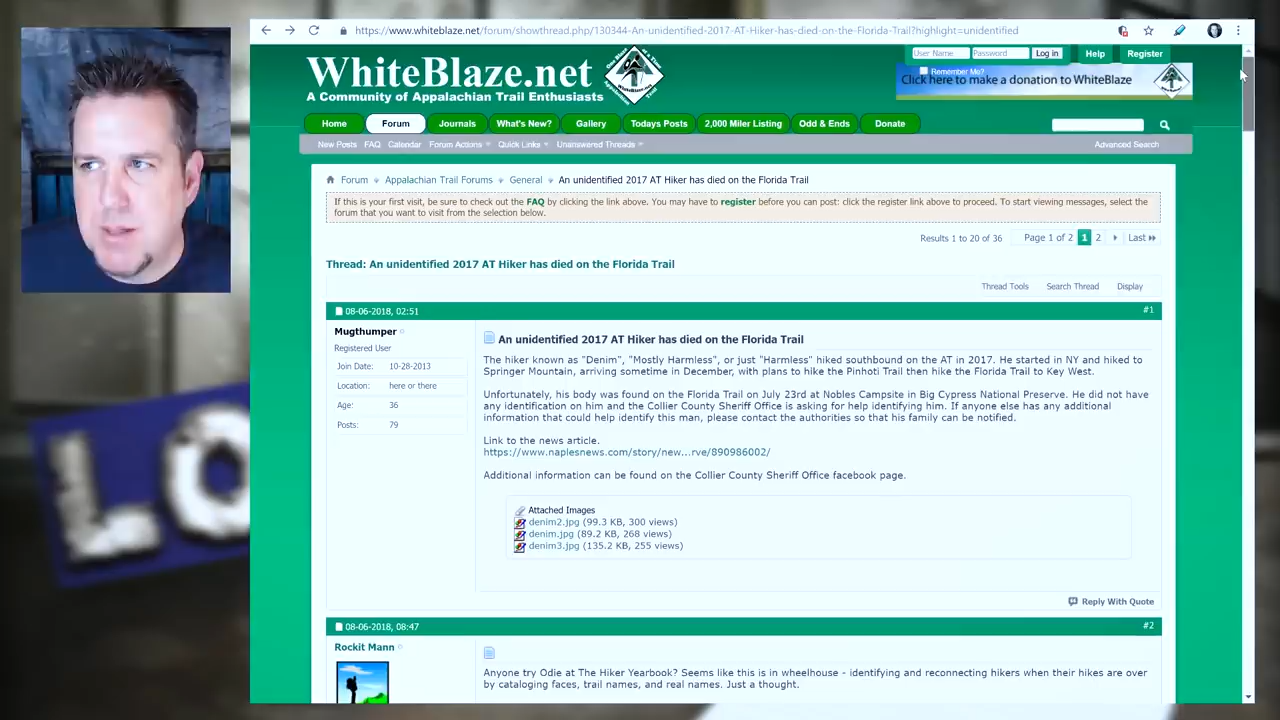 https://www.whiteblaze.net/forum/showthread.php/130344-An-unidentified-2017-AT-Hiker-has-died-on-the-Florida-Trail?highlight=unidentified
User Name Password Log in Help Register
Remember Me?
Click here to make a donation to WhiteBlaze
WhiteBlaze.net
A Community of Appalachian Trail Enthusiasts
Home Forum Journals What's New? Gallery Todays Posts 2,000 Miler Listing Odd & Ends Donate
New Posts FAQ Calendar Forum Actions Quick Links Unanswered Threads Advanced Search
Forum Appalachian Trail Forums General An unidentified 2017 AT Hiker has died on the Florida Trail
If this is your first visit, be sure to check out the FAQ by clicking the link above. You may have to register before you can post: click the register link above to proceed. To start viewing messages, select the
forum that you want to visit from the selection below.
Results 1 to 20 of 36 Page 1 of 2 1 2 Last
Thread: An unidentified 2017 AT Hiker has died on the Florida Trail
Thread Tools Search Thread Display
08-06-2018, 02:51 #1
Mugthumper
Registered User
Join Date: 10-28-2013
Location: here or there
Age: 36
Posts: 79
An unidentified 2017 AT Hiker has died on the Florida Trail
The hiker known as "Denim", "Mostly Harmless", or just "Harmless" hiked southbound on the AT in 2017. He started in NY and hiked to
Springer Mountain, arriving sometime in December, with plans to hike the Pinhoti Trail then hike the Florida Trail to Key West.
Unfortunately, his body was found on the Florida Trail on July 23rd at Nobles Campsite in Big Cypress National Preserve. He did not have
any identification on him and the Collier County Sheriff Office is asking for help identifying him. If anyone else has any additional
information that could help identify this man, please contact the authorities so that his family can be notified.
Link to the news article.
https://www.naplesnews.com/story/new...rve/890986002/
Additional information can be found on the Collier County Sheriff Office facebook page.
Attached Images
denim2.jpg (99.3 KB, 300 views)
denim.jpg (89.2 KB, 268 views)
denim3.jpg (135.2 KB, 255 views)
Reply With Quote
08-06-2018, 08:47 #2
Rockit Mann
Anyone try Odie at The Hiker Yearbook? Seems like this is in wheelhouse - identifying and reconnecting hikers when their hikes are over
by cataloging faces, trail names, and real names. Just a thought.